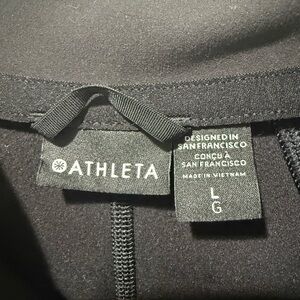 ATHLETA
DESIGNED IN
SAN FRANCISCO
CONÇU À
SAN FRANCISCO
MADE IN VIETNAM
L
G